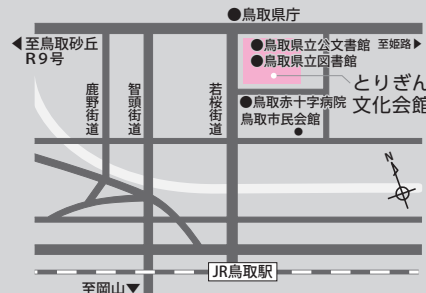 ●鳥取県庁
◀至鳥取砂丘
R9号
●鳥取県立公文書館
至姫路▶
●鳥取県立図書館
とりぎん
文化会館
鹿野街道
智頭街道
若桜街道
●鳥取赤十字病院
鳥取市民会館
●
N
JR鳥取駅
至岡山▼